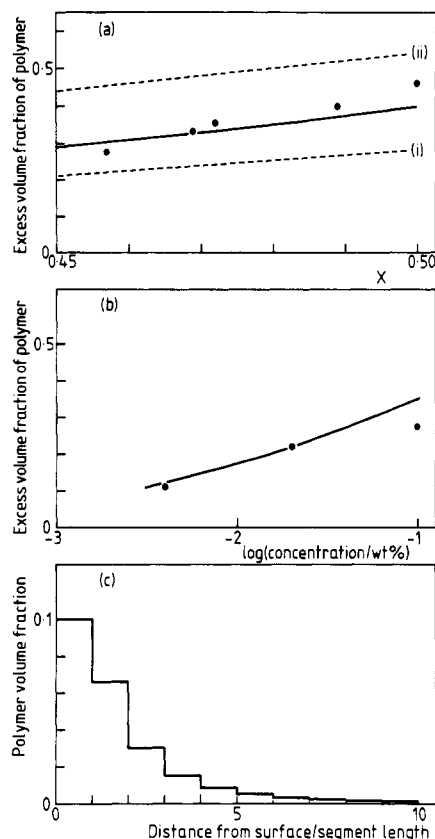 (a)
(ii)
(i)
0·5
0
0·45
0·50
X
Excess volume fraction of polymer
(b)
0·5
0
-3
-2
-1
log(concentration/wt%)
Excess volume fraction of polymer
(c)
0·1
0
0
5
10
Polymer volume fraction
Distance from surface/segment length